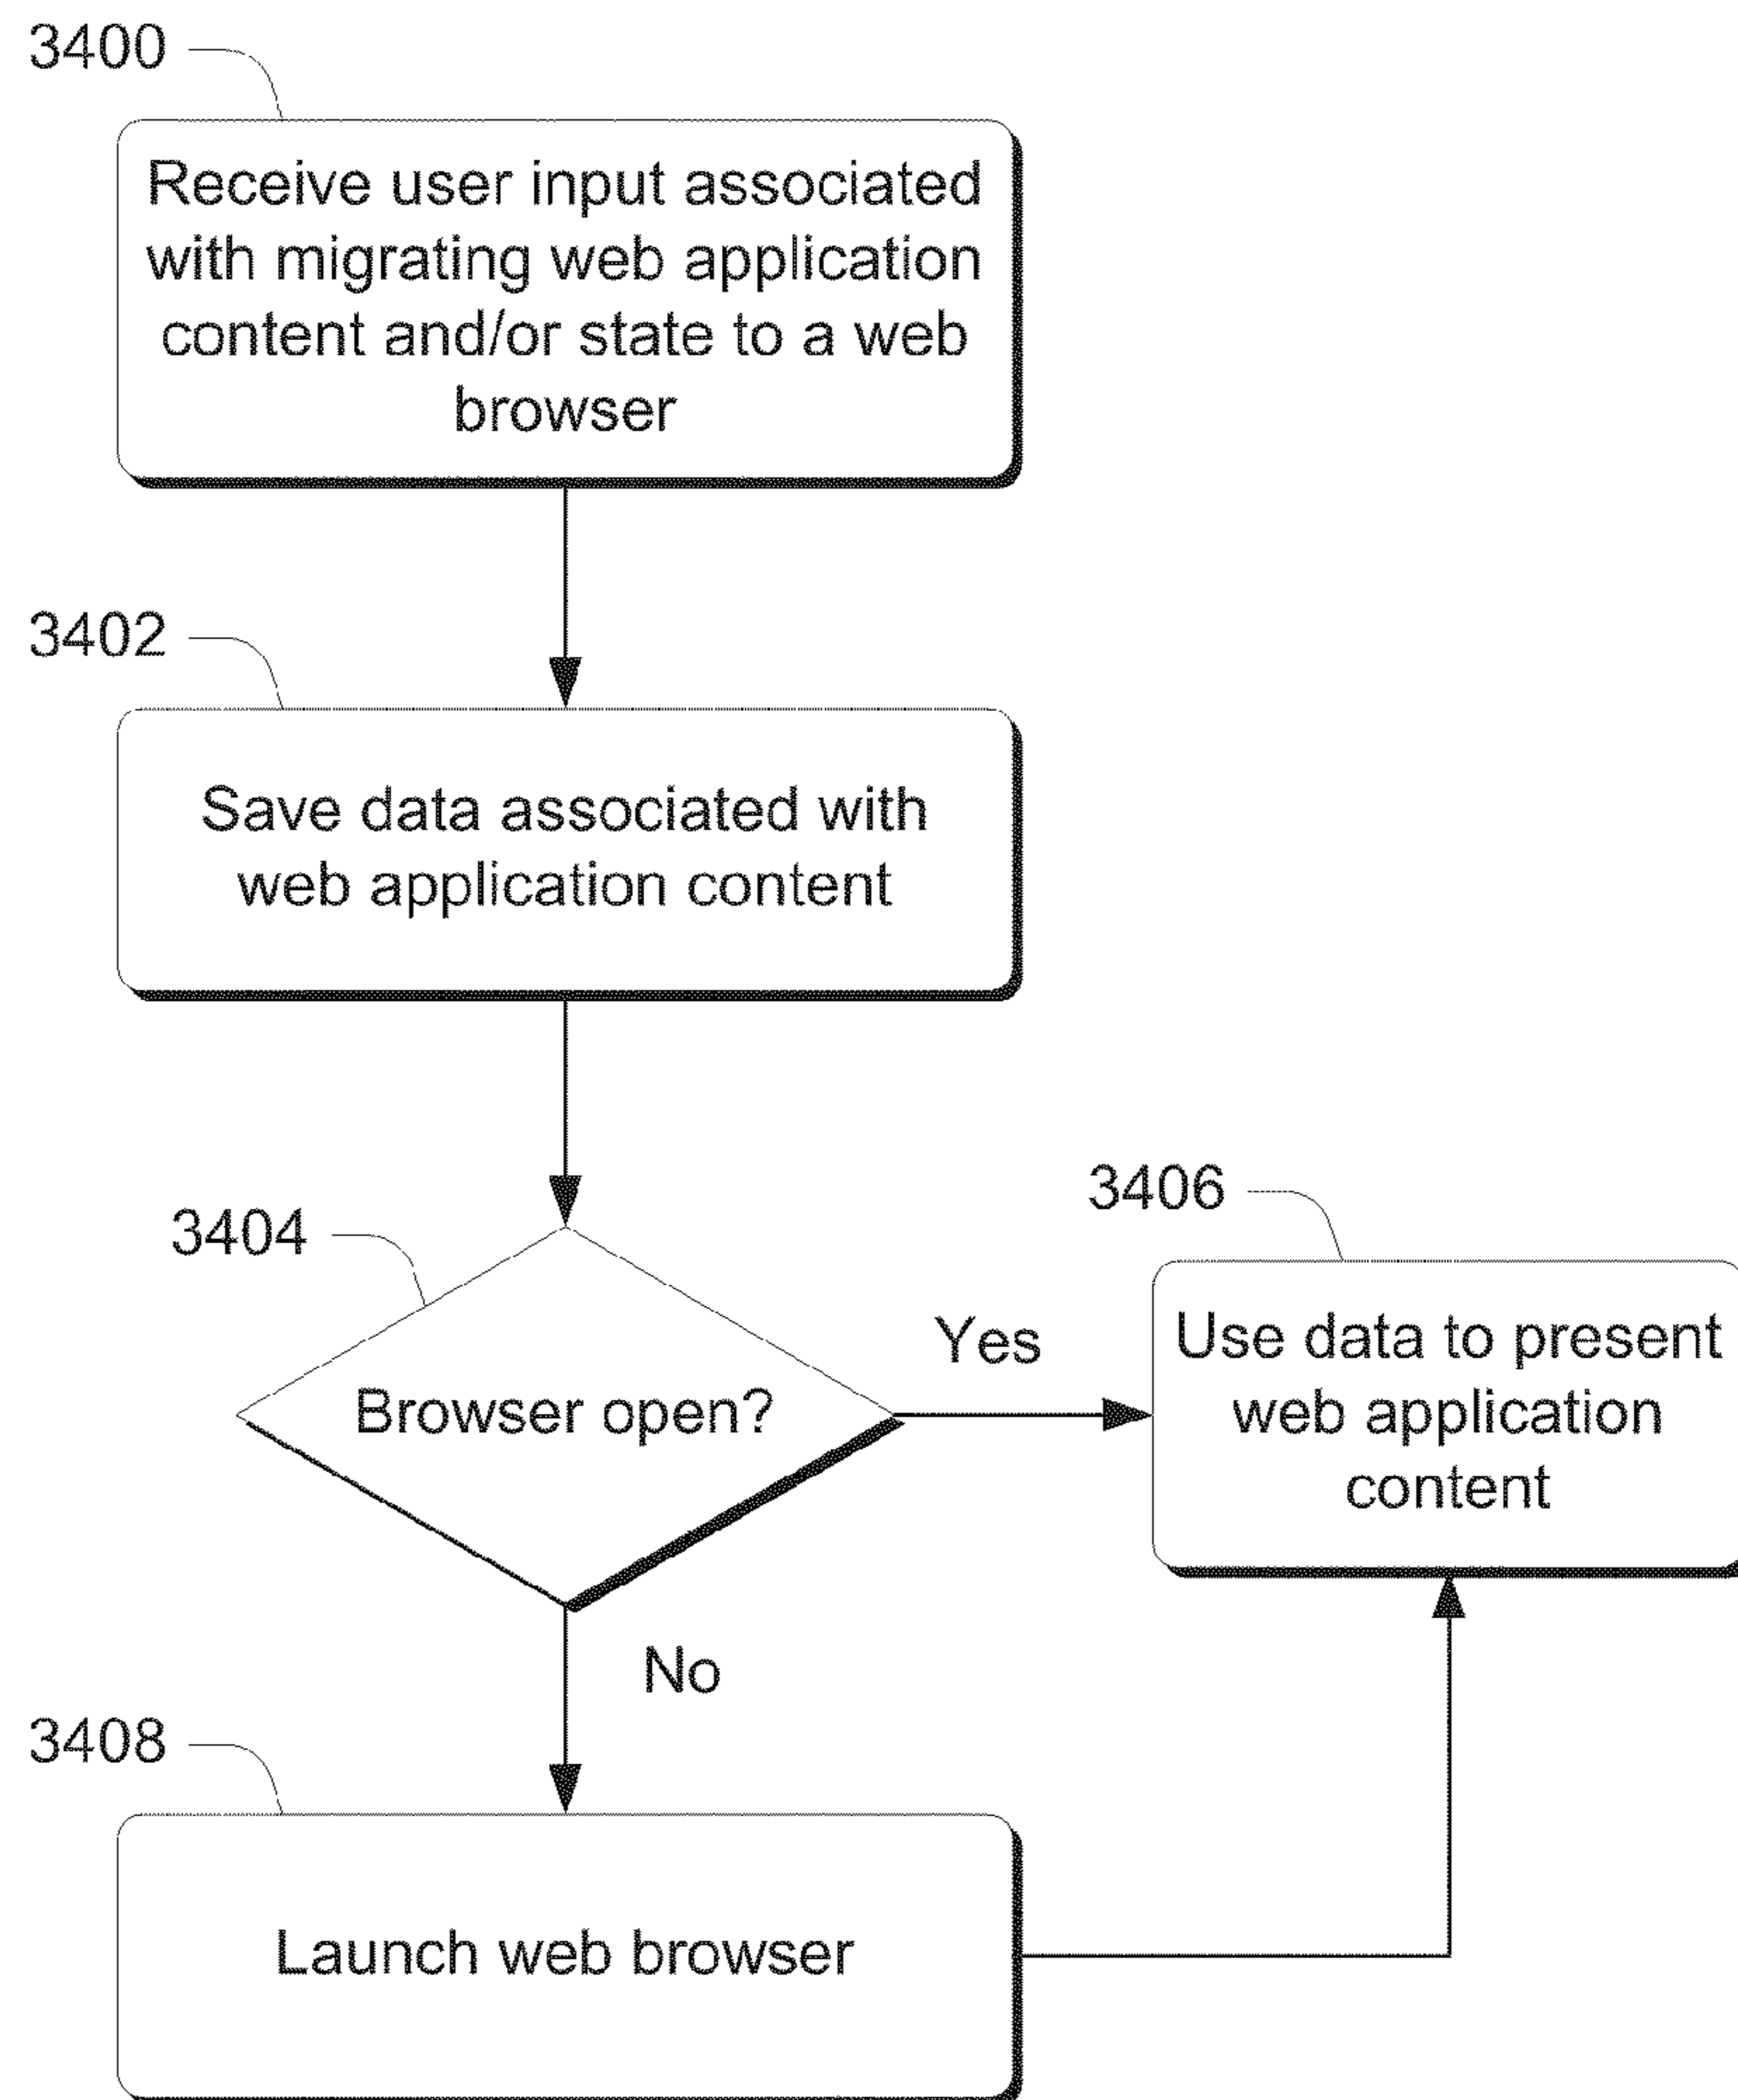 3400
Receive user input associated
with migrating web application
content and/or state to a web
browser
3402
Save data associated with
web application content
3404
Browser open?
Yes
3406
Use data to present
web application
content
No
3408
Launch web browser